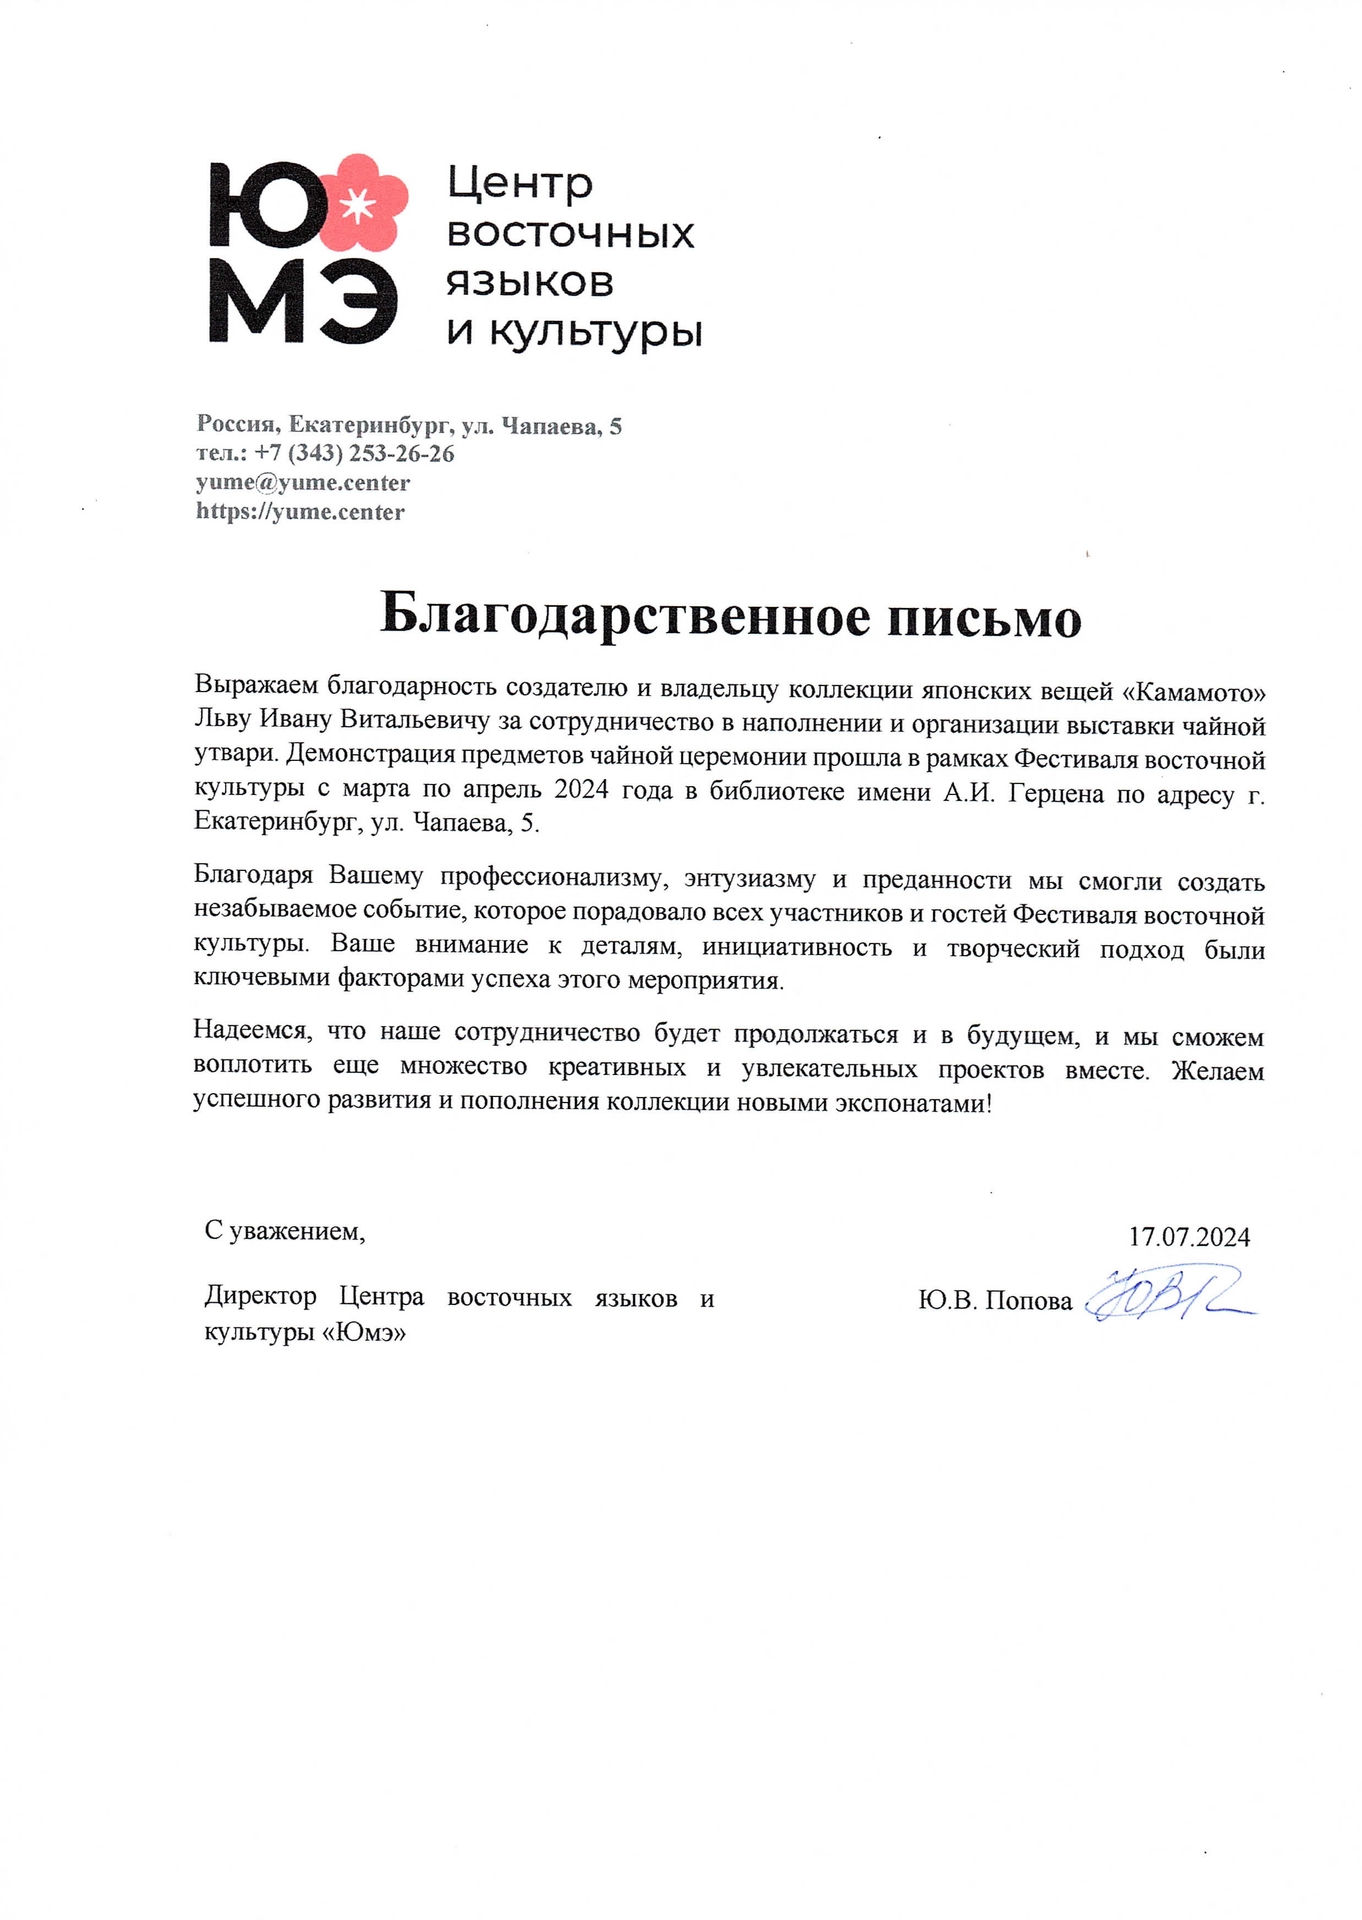 ЮМЭ
Центр
восточных
языков
и культуры
Россия, Екатеринбург, ул. Чапаева, 5
тел.: +7 (343) 253-26-26
yume@yume.center
https://yume.center
Благодарственное письмо
Выражаем благодарность создателю и владельцу коллекции японских вещей «Камамото»
Льву Ивану Витальевичу за сотрудничество в наполнении и организации выставки чайной
утвари. Демонстрация предметов чайной церемонии прошла в рамках Фестиваля восточной
культуры с марта по апрель 2024 года в библиотеке имени А.И. Герцена по адресу г.
Екатеринбург, ул. Чапаева, 5.
Благодаря Вашему профессионализму, энтузиазму и преданности мы смогли создать
незабываемое событие, которое порадовало всех участников и гостей Фестиваля восточной
культуры. Ваше внимание к деталям, инициативность и творческий подход были
ключевыми факторами успеха этого мероприятия.
Надеемся, что наше сотрудничество будет продолжаться и в будущем, и мы сможем
воплотить еще множество креативных и увлекательных проектов вместе. Желаем
успешного развития и пополнения коллекции новыми экспонатами!
С уважением,
17.07.2024
Директор Центра восточных языков и
культуры «Юмэ»
Ю.В. Попова